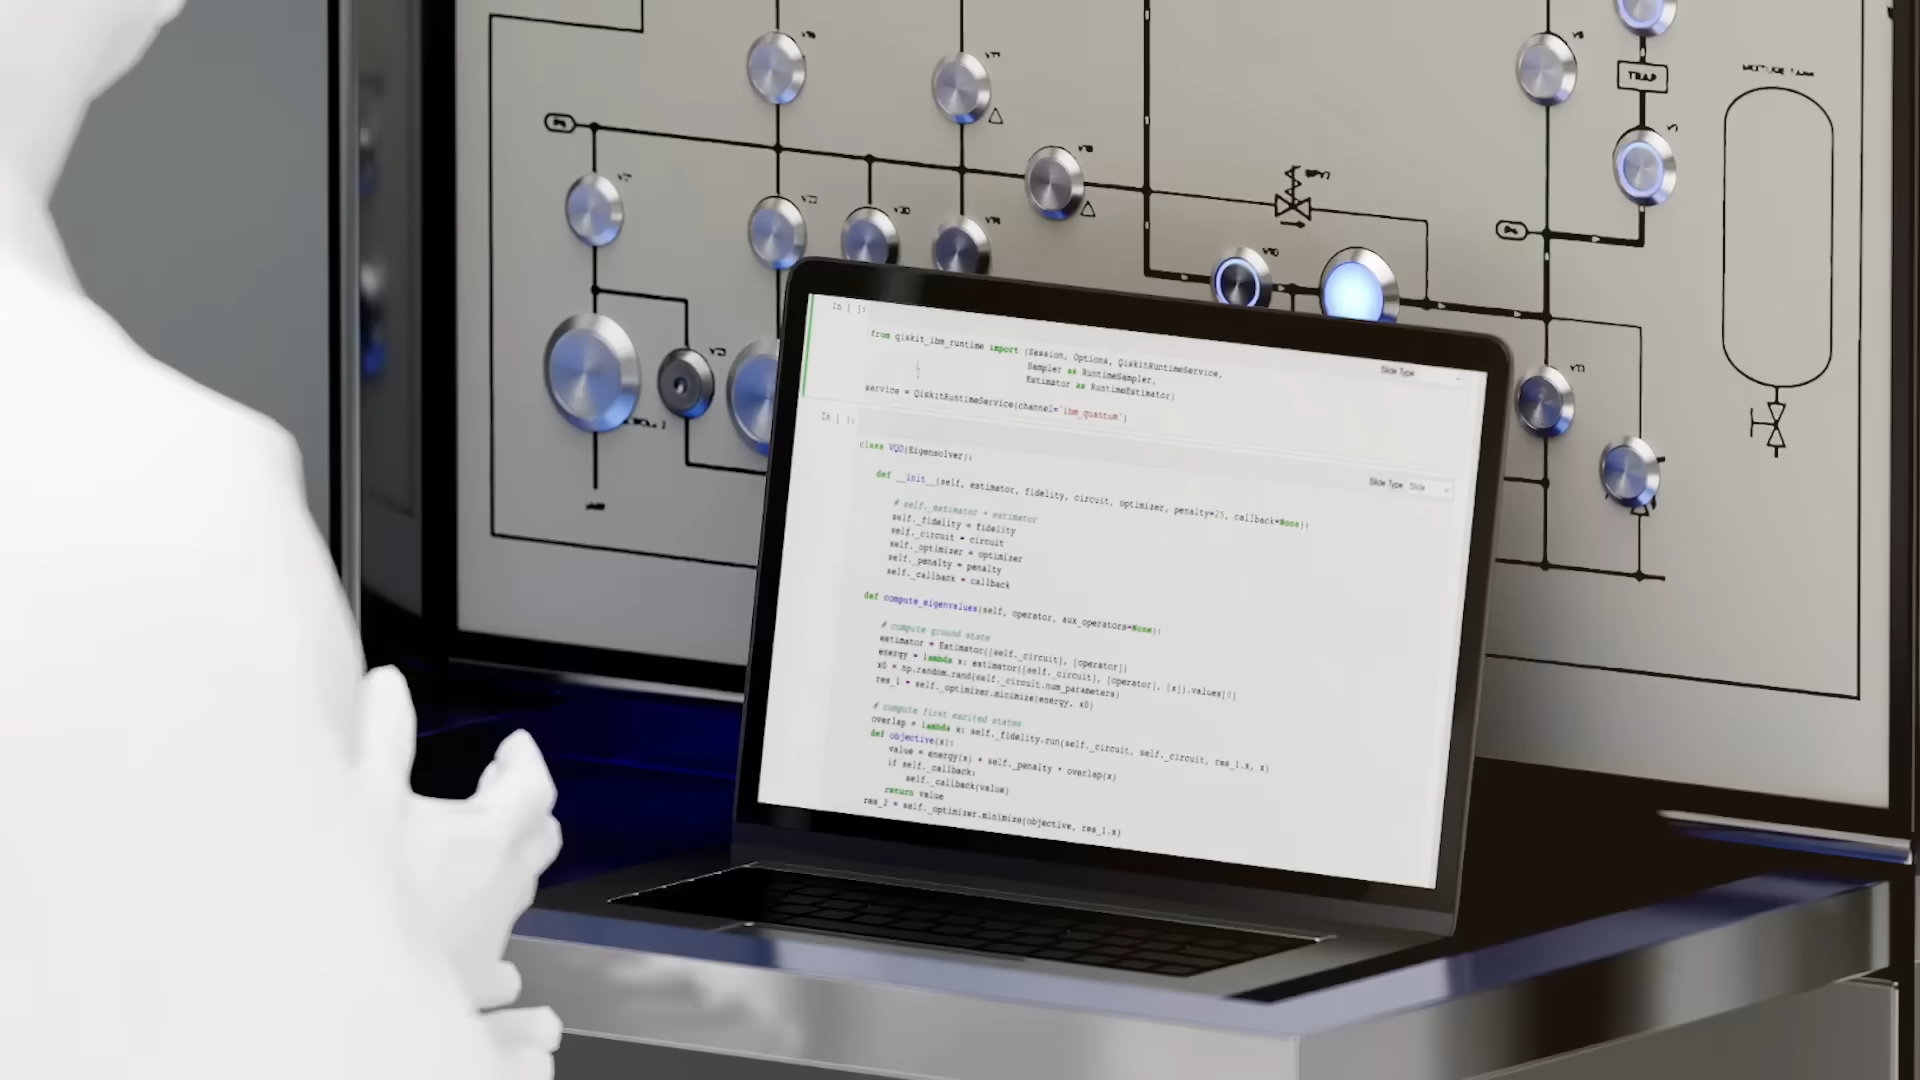 TRAP
In [ ]:
from qiskit_ibm_runtime import (Session, Options, QiskitRuntimeService,
Sampler as RuntimeSampler,
Estimator as RuntimeEstimator)
service = QiskitRuntimeService(channel='ibm_quantum')
Slide Type
In [ ]:
class VQD(Eigensolver):
Slide Type Slide
def __init__(self, estimator, fidelity, circuit, optimizer, penalty=25, callback=None):
# self._estimator = estimator
self._fidelity = fidelity
self._circuit = circuit
self._optimizer = optimizer
self._penalty = penalty
self._callback = callback
def compute_eigenvalues(self, operator, aux_operators=None):
# compute ground state
estimator = Estimator([self._circuit], [operator])
energy = lambda x: estimator([self._circuit], [operator], [x]).values[0]
x0 = np.random.rand(self._circuit.num_parameters)
res_1 = self._optimizer.minimize(energy, x0)
# compute first excited states
overlap = lambda x: self._fidelity.run(self._circuit, self._circuit, res_1.x, x)
def objective(x):
value = energy(x) + self._penalty * overlap(x)
if self._callback:
self._callback(value)
return value
res_2 = self._optimizer.minimize(objective, res_1.x)